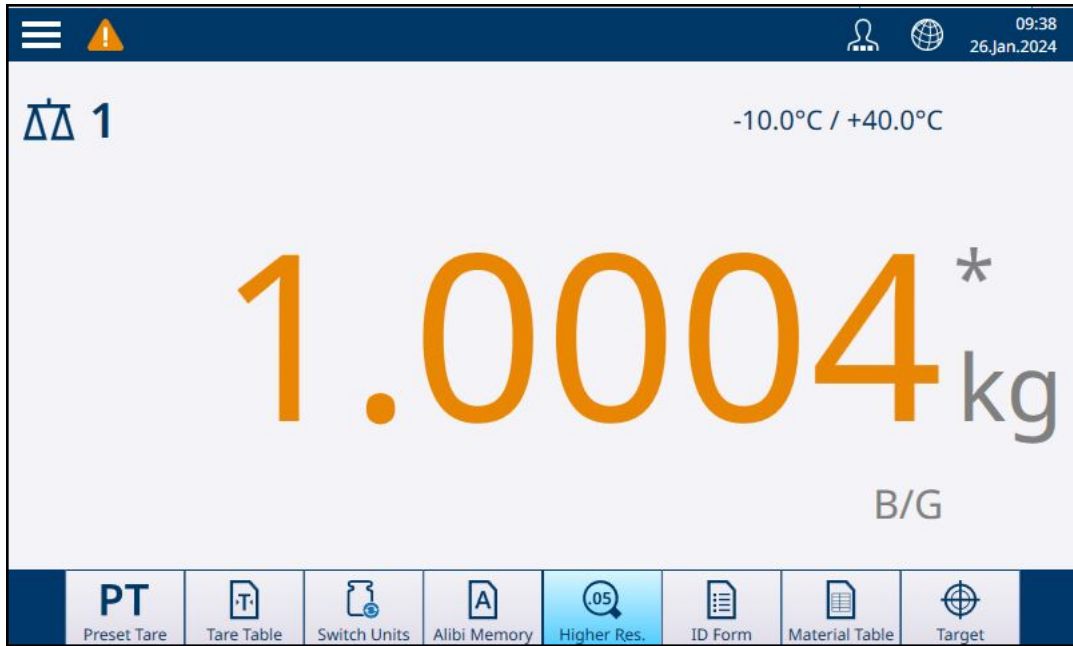 09:38
26.Jan.2024
1
-10.0°C / +40.0°C
1.0004 * kg
B/G
PT
Preset Tare
T
Tare Table
Switch Units
A
Alibi Memory
.05
Higher Res.
ID Form
Material Table
Target